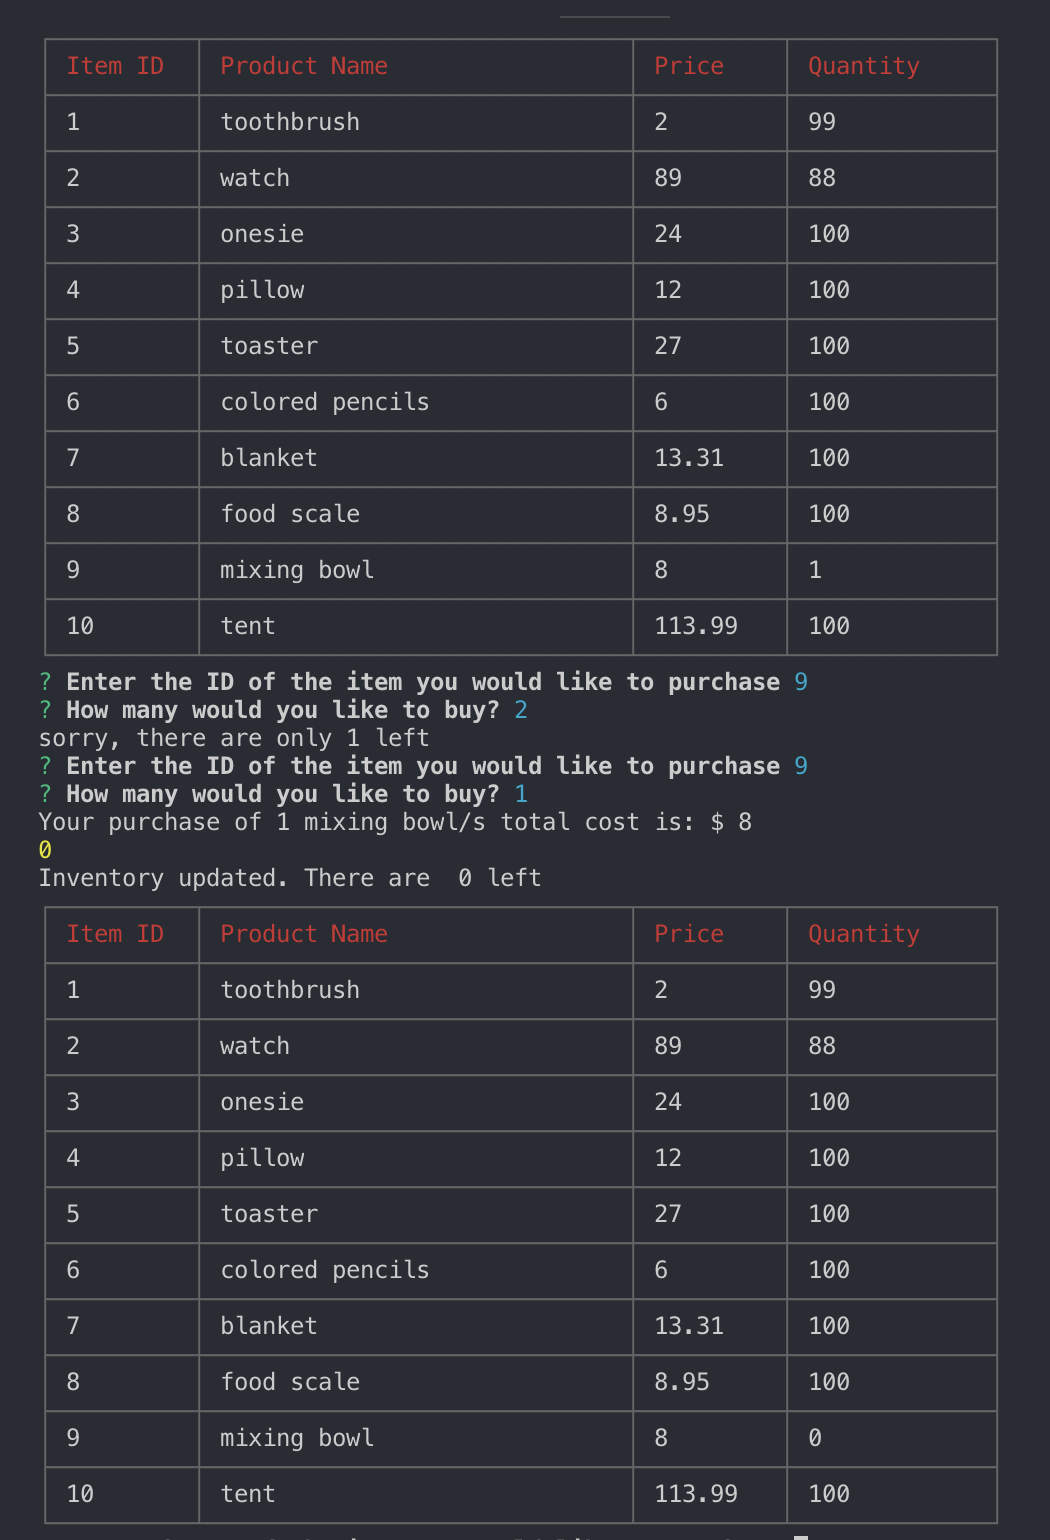 Item ID Product Name Price Quantity
1 toothbrush 2 99
2 watch 89 88
3 onesie 24 100
4 pillow 12 100
5 toaster 27 100
6 colored pencils 6 100
7 blanket 13.31 100
8 food scale 8.95 100
9 mixing bowl 8 1
10 tent 113.99 100
? Enter the ID of the item you would like to purchase 9
? How many would you like to buy? 2
sorry, there are only 1 left
? Enter the ID of the item you would like to purchase 9
? How many would you like to buy? 1
Your purchase of 1 mixing bowl/s total cost is: $ 8
0
Inventory updated. There are  0 left
Item ID Product Name Price Quantity
1 toothbrush 2 99
2 watch 89 88
3 onesie 24 100
4 pillow 12 100
5 toaster 27 100
6 colored pencils 6 100
7 blanket 13.31 100
8 food scale 8.95 100
9 mixing bowl 8 0
10 tent 113.99 100